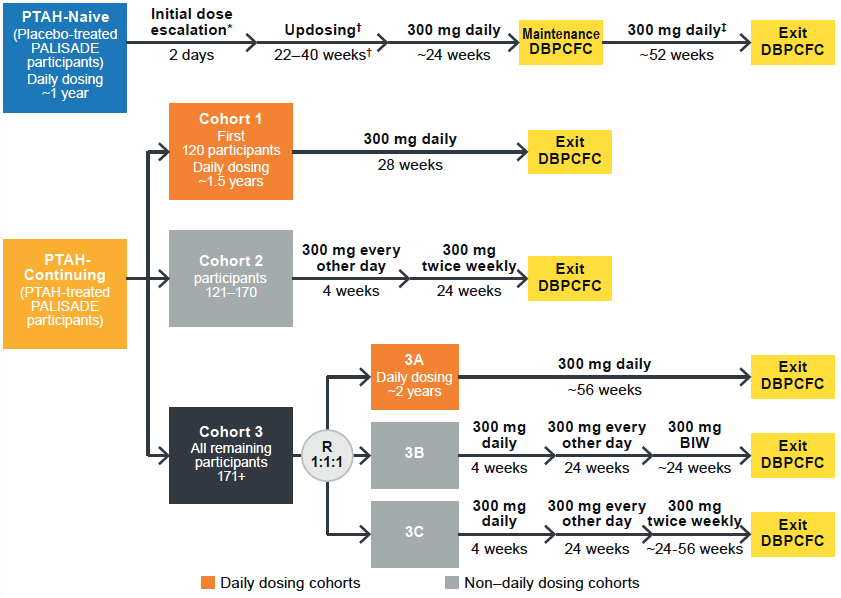 PTAH-Naive
(Placebo-treated
PALISADE
participants)
Daily dosing
~1 year
Initial dose
escalation*
2 days
Updosing†
22–40 weeks†
300 mg daily
~24 weeks
Maintenance
DBPCFC
300 mg daily‡
~52 weeks
Exit
DBPCFC
PTAH-
Continuing
(PTAH-treated
PALISADE
participants)
Cohort 1
First
120 participants
Daily dosing
~1.5 years
300 mg daily
28 weeks
Exit
DBPCFC
Cohort 2
participants
121–170
300 mg every
other day
4 weeks
300 mg
twice weekly
24 weeks
Exit
DBPCFC
Cohort 3
All remaining
participants
171+
R
1:1:1
3A
Daily dosing
~2 years
300 mg daily
~56 weeks
Exit
DBPCFC
3B
300 mg
daily
4 weeks
300 mg every
other day
24 weeks
300 mg
BIW
~24 weeks
Exit
DBPCFC
3C
300 mg
daily
4 weeks
300 mg every
other day
24 weeks
300 mg
twice weekly
~24-56 weeks
Exit
DBPCFC
Daily dosing cohorts
Non–daily dosing cohorts